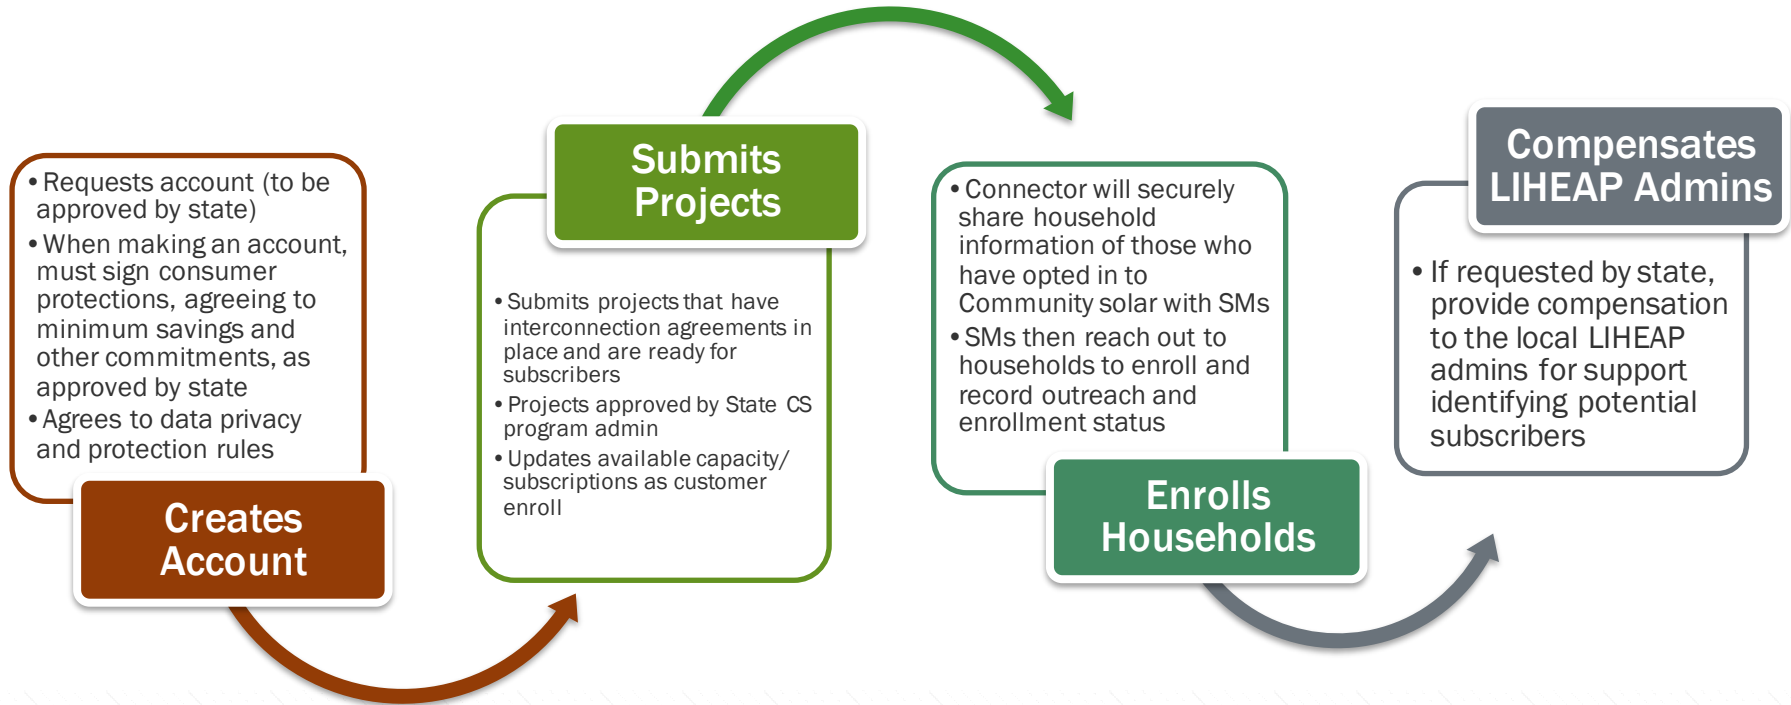 • Requests account (to be
approved by state)
• When making an account,
must sign consumer
protections, agreeing to
minimum savings and
other commitments, as
approved by state
• Agrees to data privacy
and protection rules
Creates
Account
Submits
Projects
• Submits projects that have
interconnection agreements in
place and are ready for
subscribers
• Projects approved by State CS
program admin
• Updates available capacity/
subscriptions as customer
enroll
• Connector will securely
share household
information of those who
have opted in to
Community solar with SMs
• SMs then reach out to
households to enroll and
record outreach and
enrollment status
Enrolls
Households
Compensates
LIHEAP Admins
• If requested by state,
provide compensation
to the local LIHEAP
admins for support
identifying potential
subscribers